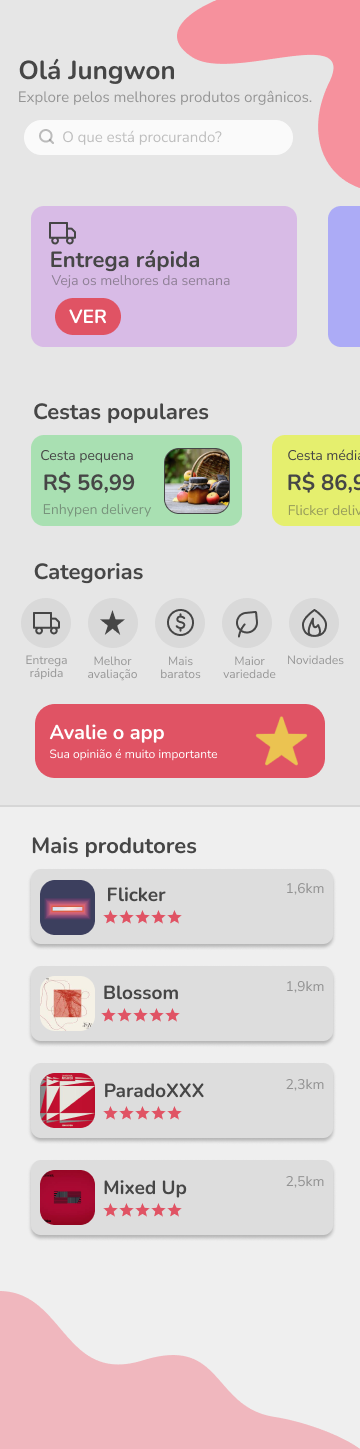 Olá Jungwon
Explore pelos melhores produtos orgânicos.
O que está procurando?
Entrega rápida
Veja os melhores da semana
VER
Cestas populares
Cesta pequena
R$ 56,99
Enhypen delivery
Cesta média
R$ 86,9
Flicker deliv
Categorias
Entrega
rápida
Melhor
avaliação
Mais
baratos
Maior
variedade
Novidades
Avalie o app
Sua opinião é muito importante
Mais produtores
Flicker
1,6km
Blossom
1,9km
ParadoXXX
2,3km
Mixed Up
2,5km